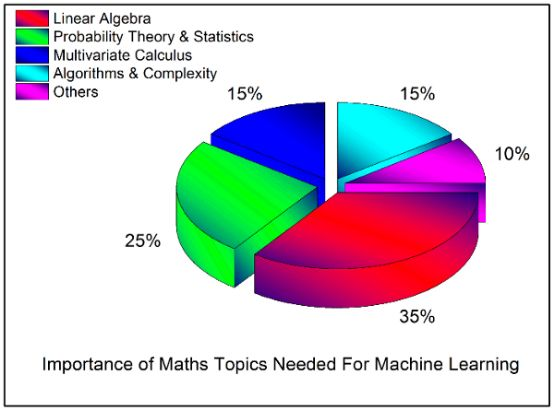 Linear Algebra
Probability Theory & Statistics
Multivariate Calculus
Algorithms & Complexity
Others
15%
15%
10%
25%
35%
Importance of Maths Topics Needed For Machine Learning